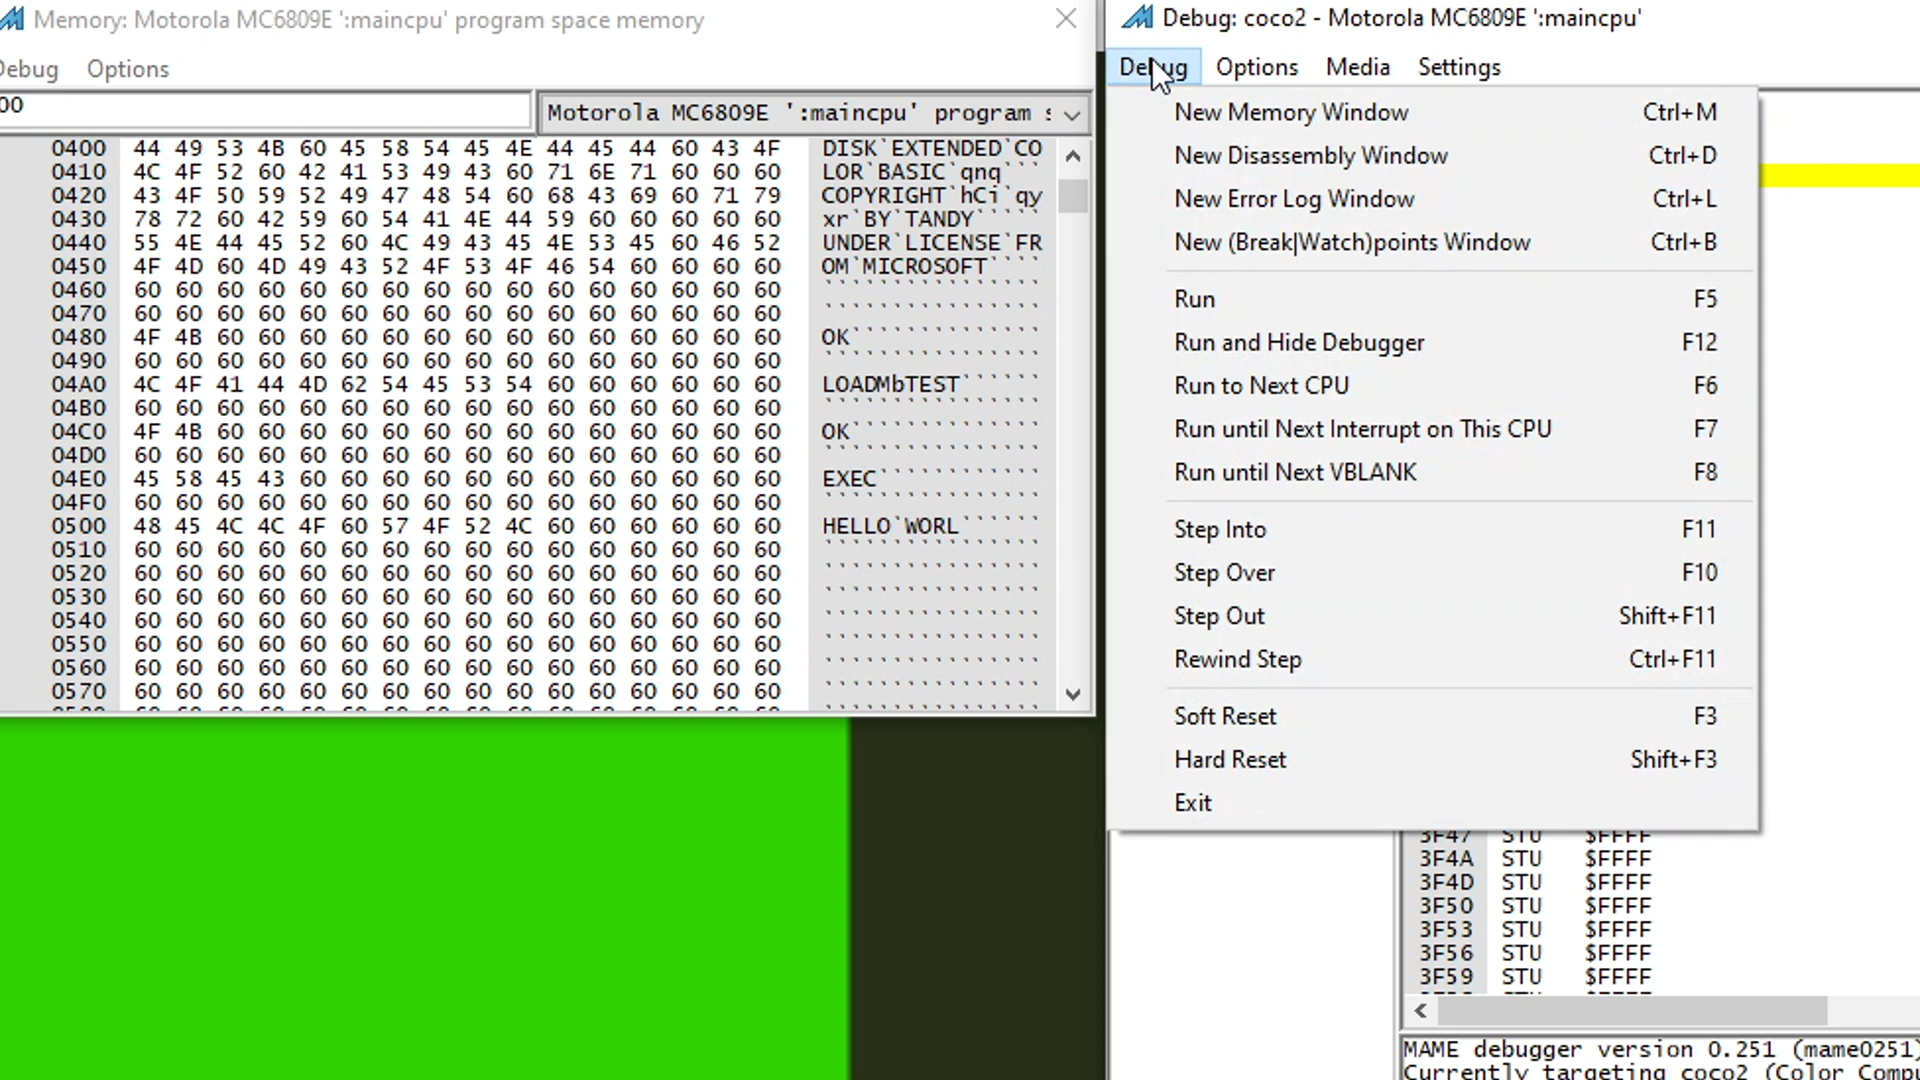 Memory: Motorola MC6809E ':maincpu' program space memory
Debug Options
00
Motorola MC6809E ':maincpu' program s
0400 44 49 53 4B 60 45 58 54 45 4E 44 45 44 60 43 4F DISK`EXTENDED`CO
0410 4C 4F 52 60 42 41 53 49 43 60 71 6E 71 60 60 60 LOR`BASIC`qnq```
0420 43 4F 50 59 52 49 47 48 54 60 68 43 69 60 71 79 COPYRIGHT`hCi`qy
0430 78 72 60 42 59 60 54 41 4E 44 59 60 60 60 60 60 xr`BY`TANDY`````
0440 55 4E 44 45 52 60 4C 49 43 45 4E 53 45 60 46 52 UNDER`LICENSE`FR
0450 4F 4D 60 4D 49 43 52 4F 53 4F 46 54 60 60 60 60 OM`MICROSOFT````
0460 60 60 60 60 60 60 60 60 60 60 60 60 60 60 60 60 ````````````````
0470 60 60 60 60 60 60 60 60 60 60 60 60 60 60 60 60 ````````````````
0480 4F 4B 60 60 60 60 60 60 60 60 60 60 60 60 60 60 OK``````````````
0490 60 60 60 60 60 60 60 60 60 60 60 60 60 60 60 60 ````````````````
04A0 4C 4F 41 44 4D 62 54 45 53 54 60 60 60 60 60 60 LOADMbTEST``````
04B0 60 60 60 60 60 60 60 60 60 60 60 60 60 60 60 60 ````````````````
04C0 4F 4B 60 60 60 60 60 60 60 60 60 60 60 60 60 60 OK``````````````
04D0 60 60 60 60 60 60 60 60 60 60 60 60 60 60 60 60 ````````````````
04E0 45 58 45 43 60 60 60 60 60 60 60 60 60 60 60 60 EXEC````````````
04F0 60 60 60 60 60 60 60 60 60 60 60 60 60 60 60 60 ````````````````
0500 48 45 4C 4C 4F 60 57 4F 52 4C 60 60 60 60 60 60 HELLO`WORL``````
0510 60 60 60 60 60 60 60 60 60 60 60 60 60 60 60 60 ````````````````
0520 60 60 60 60 60 60 60 60 60 60 60 60 60 60 60 60 ````````````````
0530 60 60 60 60 60 60 60 60 60 60 60 60 60 60 60 60 ````````````````
0540 60 60 60 60 60 60 60 60 60 60 60 60 60 60 60 60 ````````````````
0550 60 60 60 60 60 60 60 60 60 60 60 60 60 60 60 60 ````````````````
0560 60 60 60 60 60 60 60 60 60 60 60 60 60 60 60 60 ````````````````
0570 60 60 60 60 60 60 60 60 60 60 60 60 60 60 60 60 ````````````````
Debug: coco2 - Motorola MC6809E ':maincpu'
Debug Options Media Settings
New Memory Window Ctrl+M
New Disassembly Window Ctrl+D
New Error Log Window Ctrl+L
New (Break|Watch)points Window Ctrl+B
Run F5
Run and Hide Debugger F12
Run to Next CPU F6
Run until Next Interrupt on This CPU F7
Run until Next VBLANK F8
Step Into F11
Step Over F10
Step Out Shift+F11
Rewind Step Ctrl+F11
Soft Reset F3
Hard Reset Shift+F3
Exit
3F47 STU $FFFF
3F4A STU $FFFF
3F4D STU $FFFF
3F50 STU $FFFF
3F53 STU $FFFF
3F56 STU $FFFF
3F59 STU $FFFF
MAME debugger version 0.251 (mame0251)
Currently targeting coco2 (Color Compu